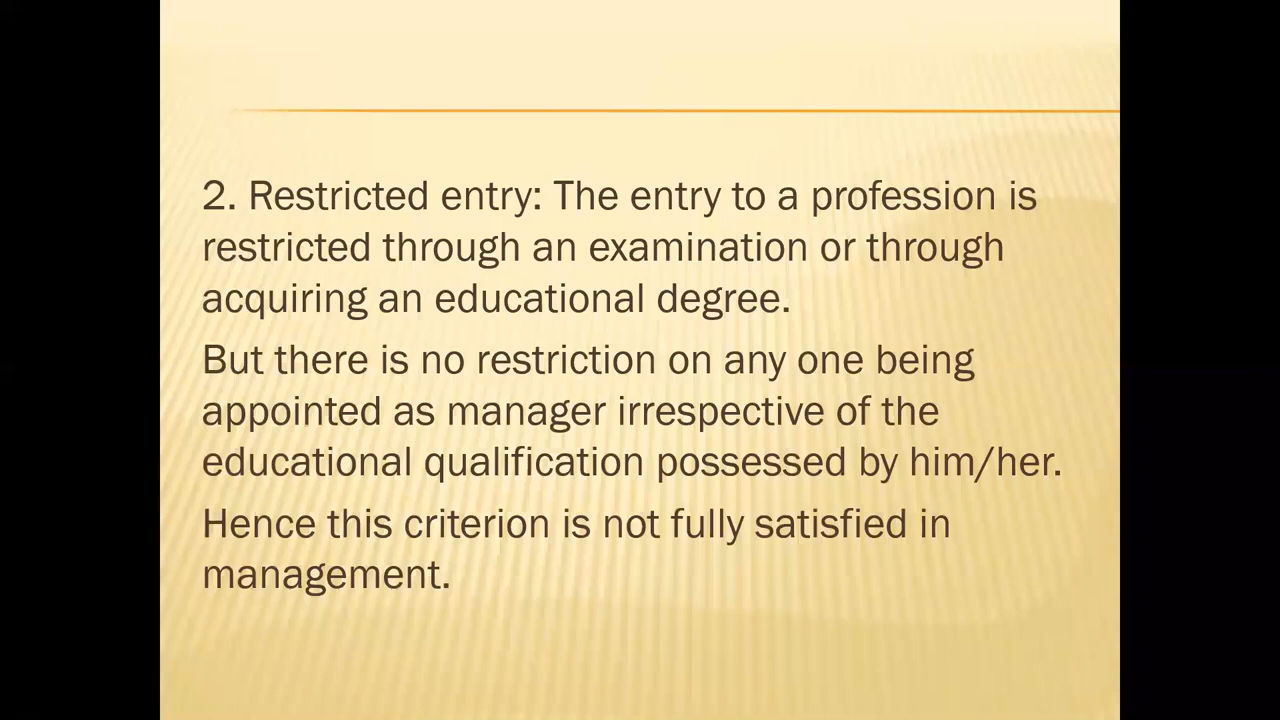 2. Restricted entry: The entry to a profession is
restricted through an examination or through
acquiring an educational degree.
But there is no restriction on any one being
appointed as manager irrespective of the
educational qualification possessed by him/her.
Hence this criterion is not fully satisfied in
management.